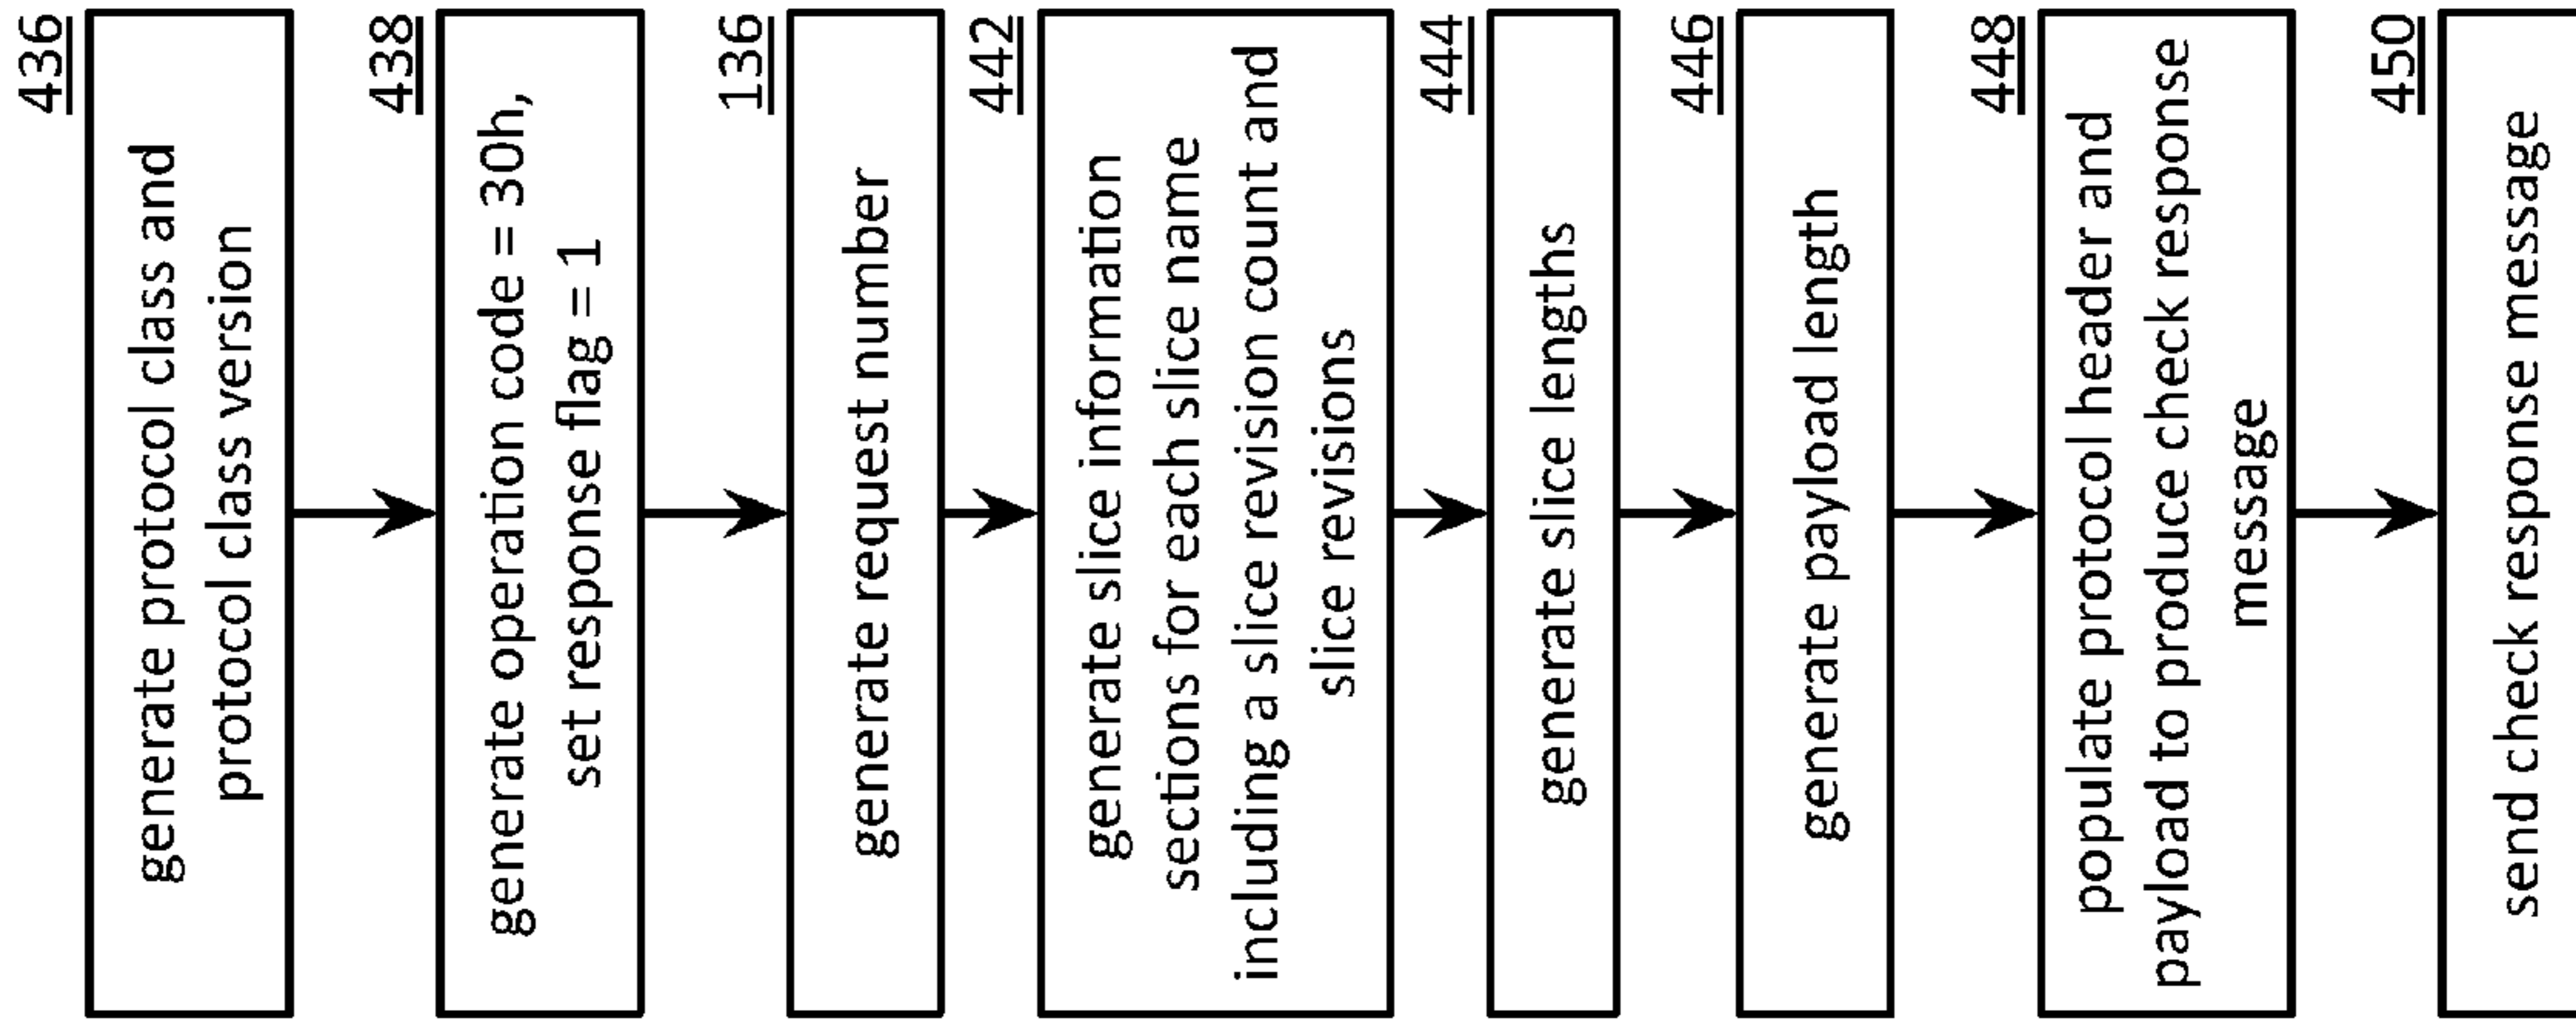 436
generate protocol class and
protocol class version
438
generate operation code = 30h,
set response flag = 1
136
generate request number
442
generate slice information
sections for each slice name
including a slice revision count and
slice revisions
444
generate slice lengths
446
generate payload length
448
populate protocol header and
payload to produce check response
message
450
send check response message